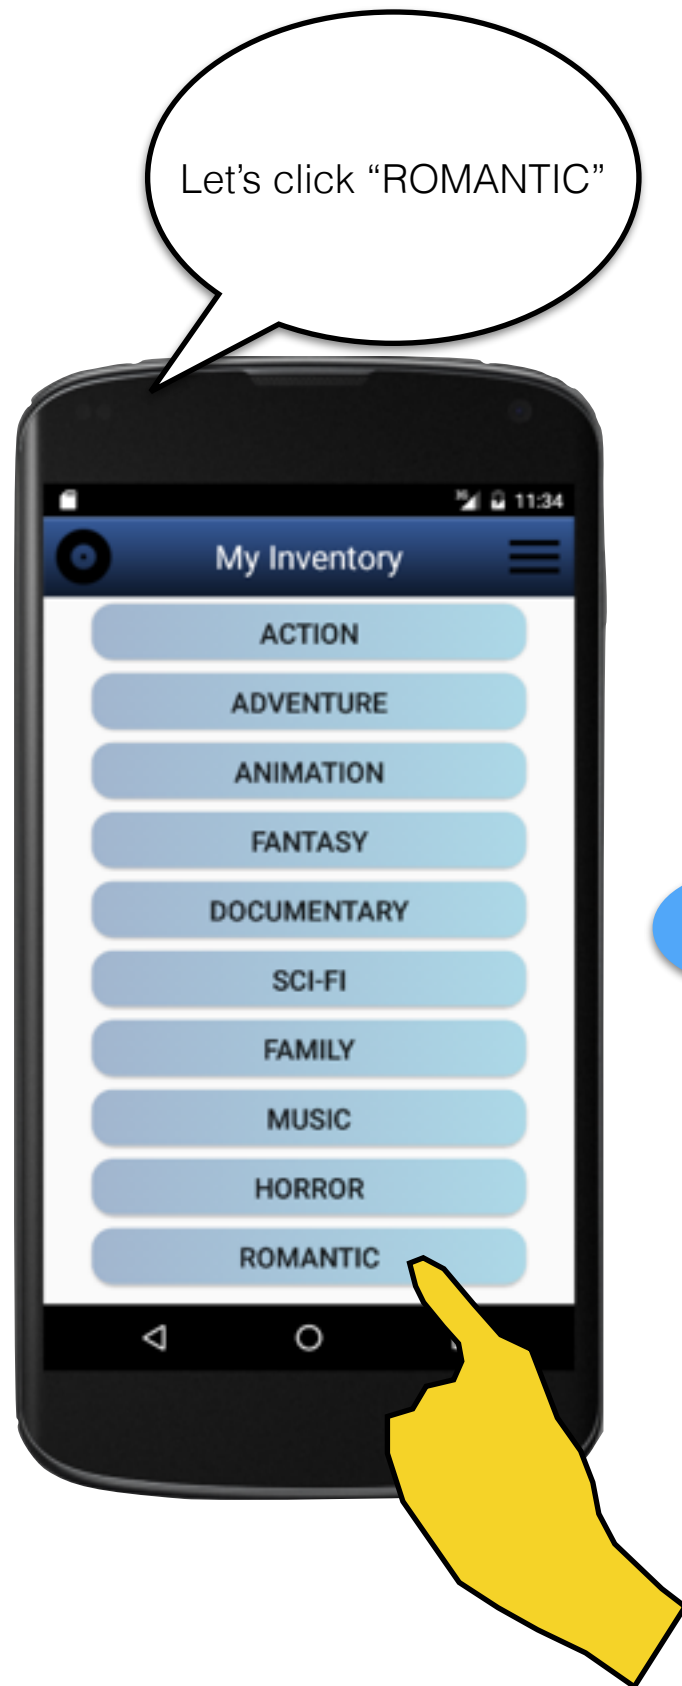 Let’s click “ROMANTIC”
11:34
My Inventory
ACTION
ADVENTURE
ANIMATION
FANTASY
DOCUMENTARY
SCI-FI
FAMILY
MUSIC
HORROR
ROMANTIC